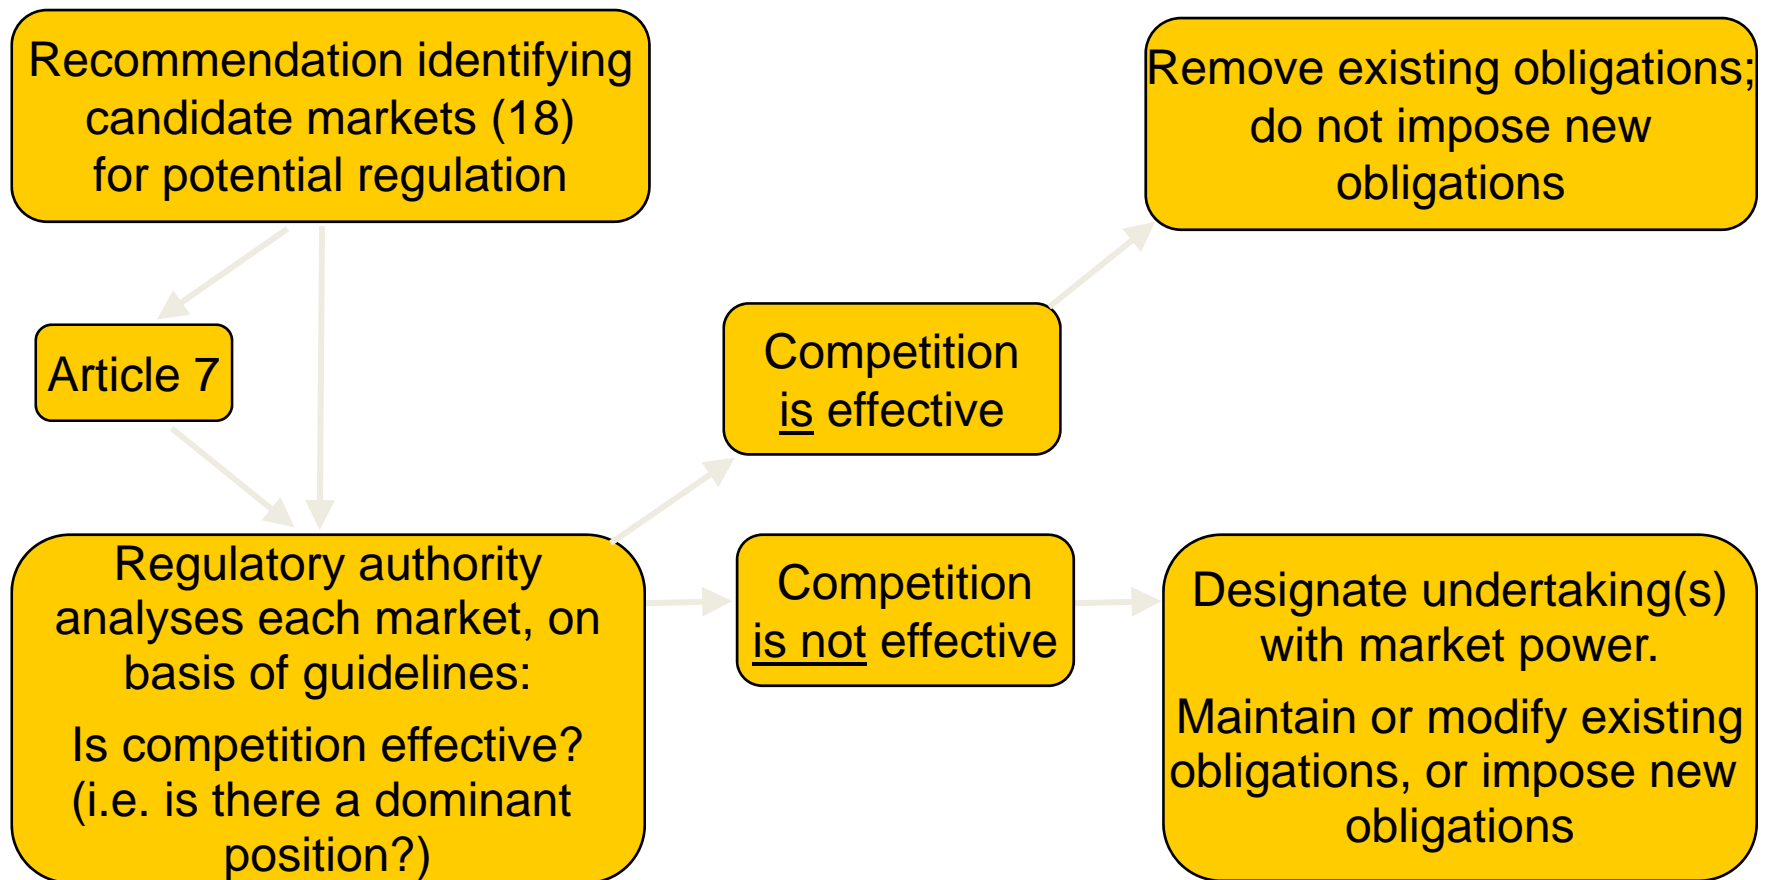 Recommendation identifying
candidate markets (18)
for potential regulation
Remove existing obligations;
do not impose new
obligations
Article 7
Competition
is effective
Regulatory authority
analyses each market, on
basis of guidelines:
Is competition effective?
(i.e. is there a dominant
position?)
Competition
is not effective
Designate undertaking(s)
with market power.
Maintain or modify existing
obligations, or impose new
obligations